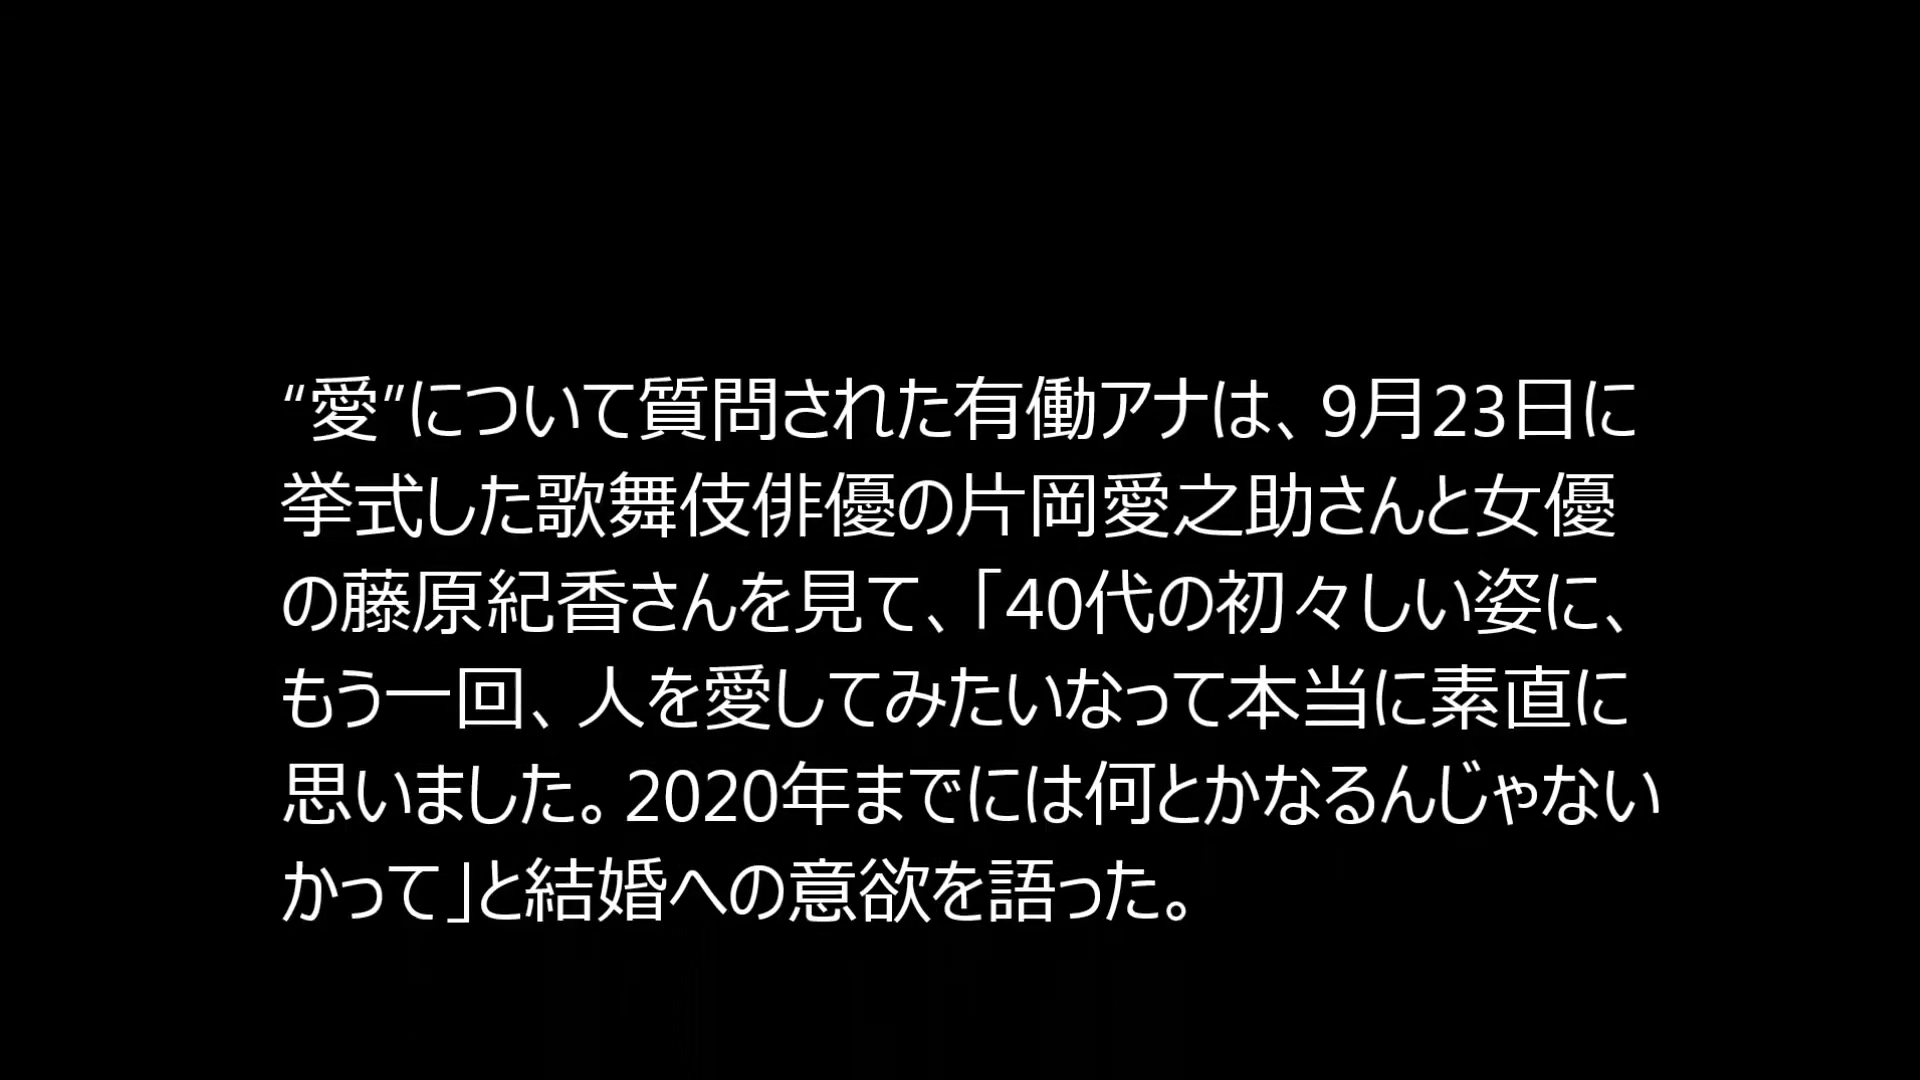 “愛”について質問された有働アナは、9月23日に
挙式した歌舞伎俳優の片岡愛之助さんと女優
の藤原紀香さんを見て、「40代の初々しい姿に、
もう一回、人を愛してみたいなって本当に素直に
思いました。2020年までには何とかなるんじゃない
かって」と結婚への意欲を語った。